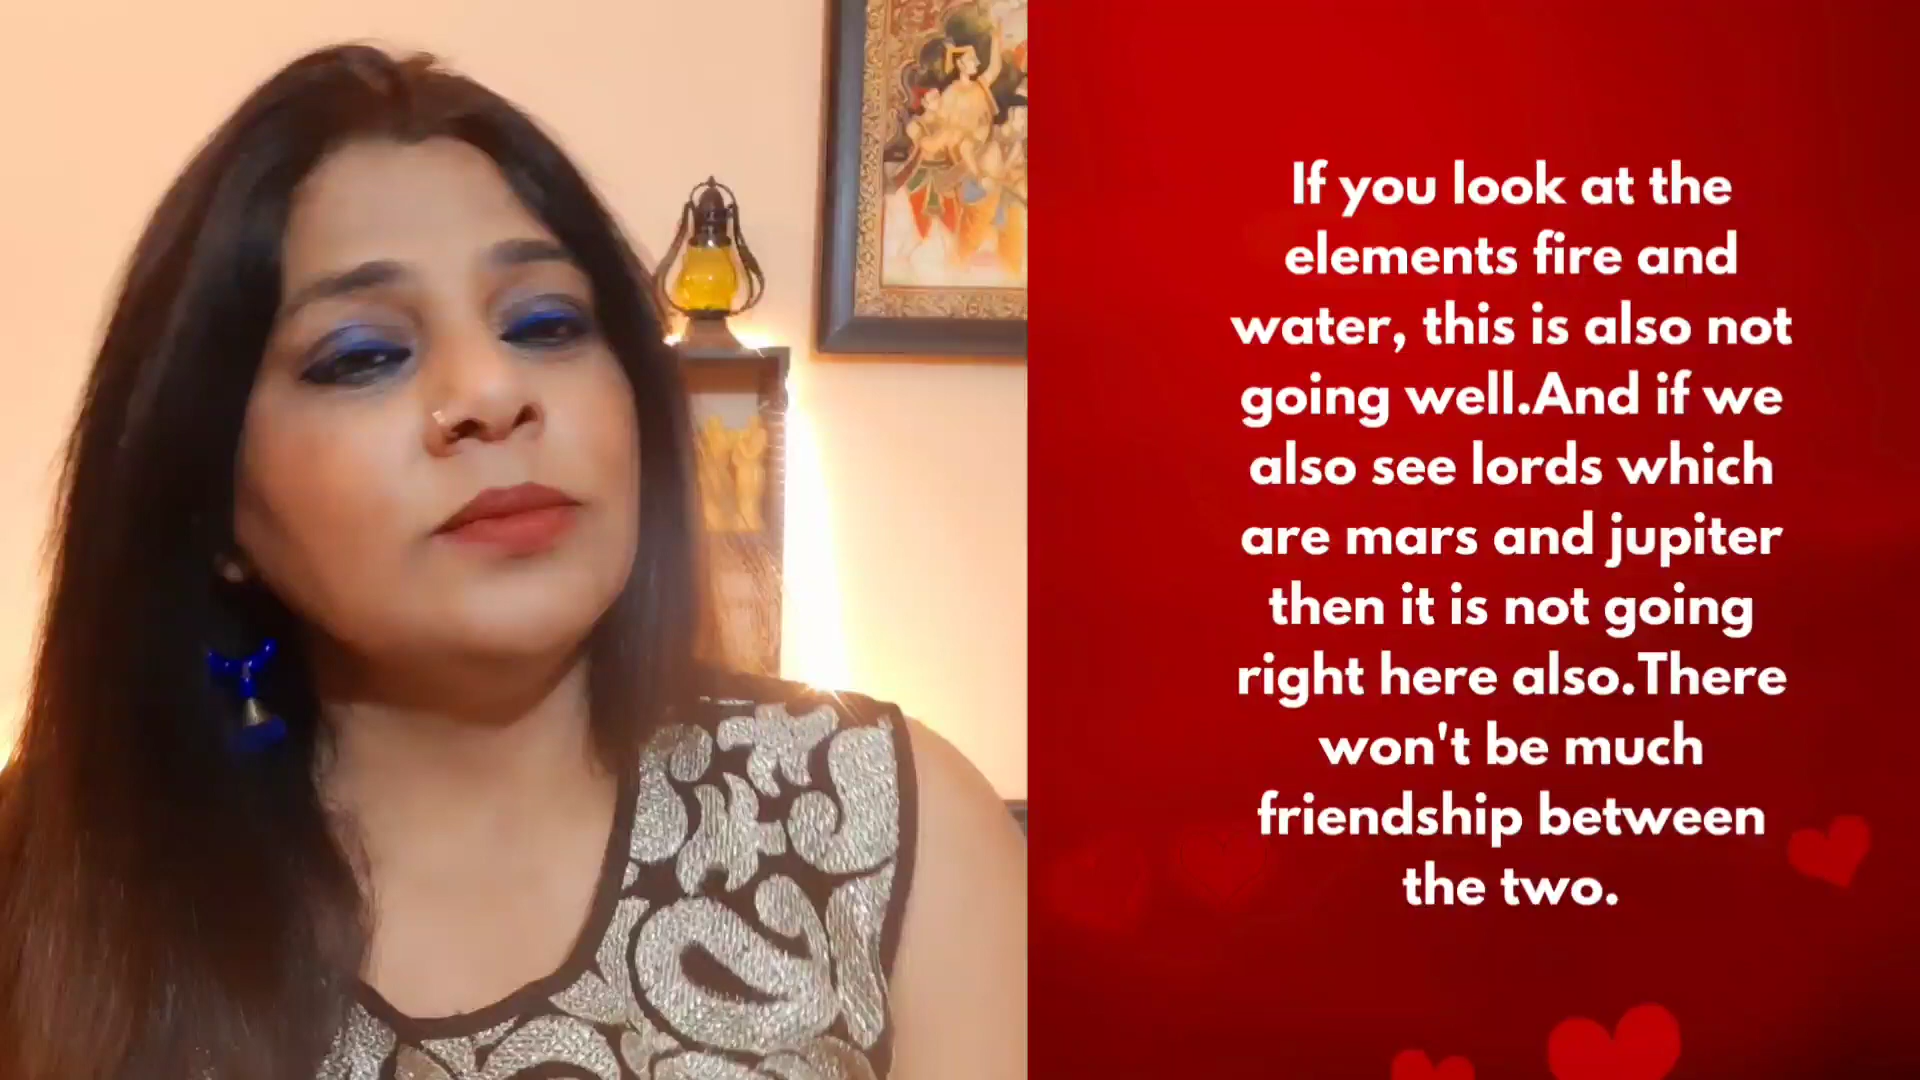 If you look at the
elements fire and
water, this is also not
going well.And if we
also see lords which
are mars and jupiter
then it is not going
right here also.There
won't be much
friendship between
the two.